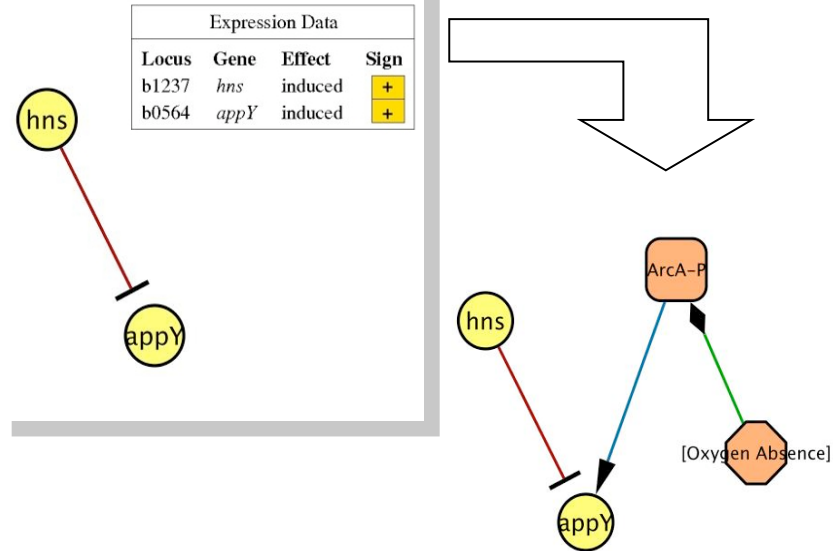 Expression Data
Locus Gene Effect Sign
b1237 hns induced +
b0564 appY induced +
hns
appY
ArcA-P
hns
[Oxygen Absence]
appY